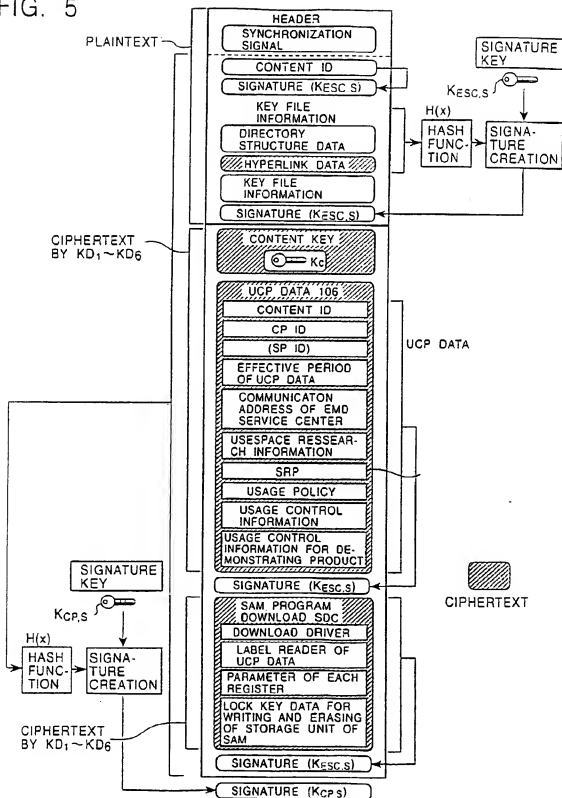 FIG. 5
HEADER
SYNCHRONIZATION
SIGNAL
PLAINTEXT
CONTENT ID
SIGNATURE (KESC,S)
KEY FILE
INFORMATION
DIRECTORY
STRUCTURE DATA
HYPERLINK DATA
KEY FILE
INFORMATION
SIGNATURE (KESC,S)
SIGNATURE
KEY
KESC,S
H(x)
HASH
FUNC-
TION
SIGNA-
TURE
CREATION
CIPHERTEXT
BY KD1~KD6
CONTENT KEY
Kc
UCP DATA 106
CONTENT ID
CP ID
(SP ID)
EFFECTIVE PERIOD
OF UCP DATA
COMMUNICATON
ADDRESS OF EMD
SERVICE CENTER
USESPACE RESSEAR-
CH INFORMATION
SRP
USAGE POLICY
USAGE CONTROL
INFORMATION
USAGE CONTROL
INFORMATION FOR DE-
MONSTRATING PRODUCT
UCP DATA
SIGNATURE (KESC,S)
CIPHERTEXT
SIGNATURE
KEY
KCP,S
H(x)
HASH
FUNC-
TION
SIGNA-
TURE
CREATION
SAM PROGRAM
DOWNLOAD SDC
DOWNLOAD DRIVER
LABEL READER OF
UCP DATA
PARAMETER OF EACH
REGISTER
LOCK KEY DATA FOR
WRITING AND ERASING
OF STORAGE UNIT OF
SAM
CIPHERTEXT
BY KD1~KD6
SIGNATURE (KESC,S)
SIGNATURE (KCP,S)